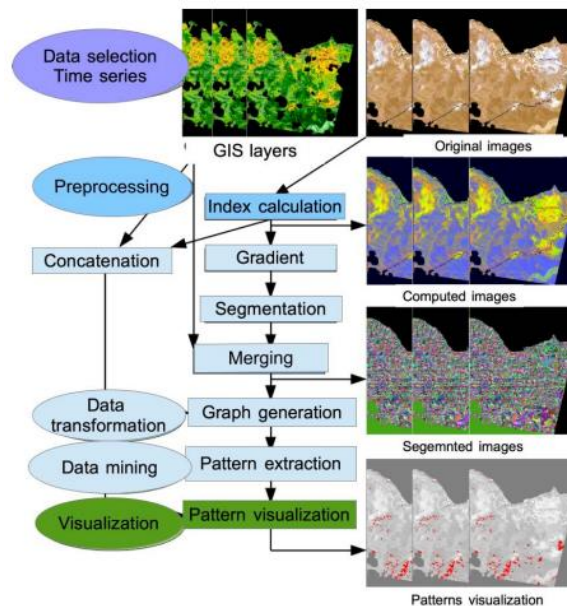 Data selection
Time series
GIS layers
Original images
Preprocessing
Index calculation
Concatenation
Gradient
Computed images
Segmentation
Merging
Data
transformation
Graph generation
Segemnted images
Data mining
Pattern extraction
Visualization
Pattern visualization
Patterns visualization